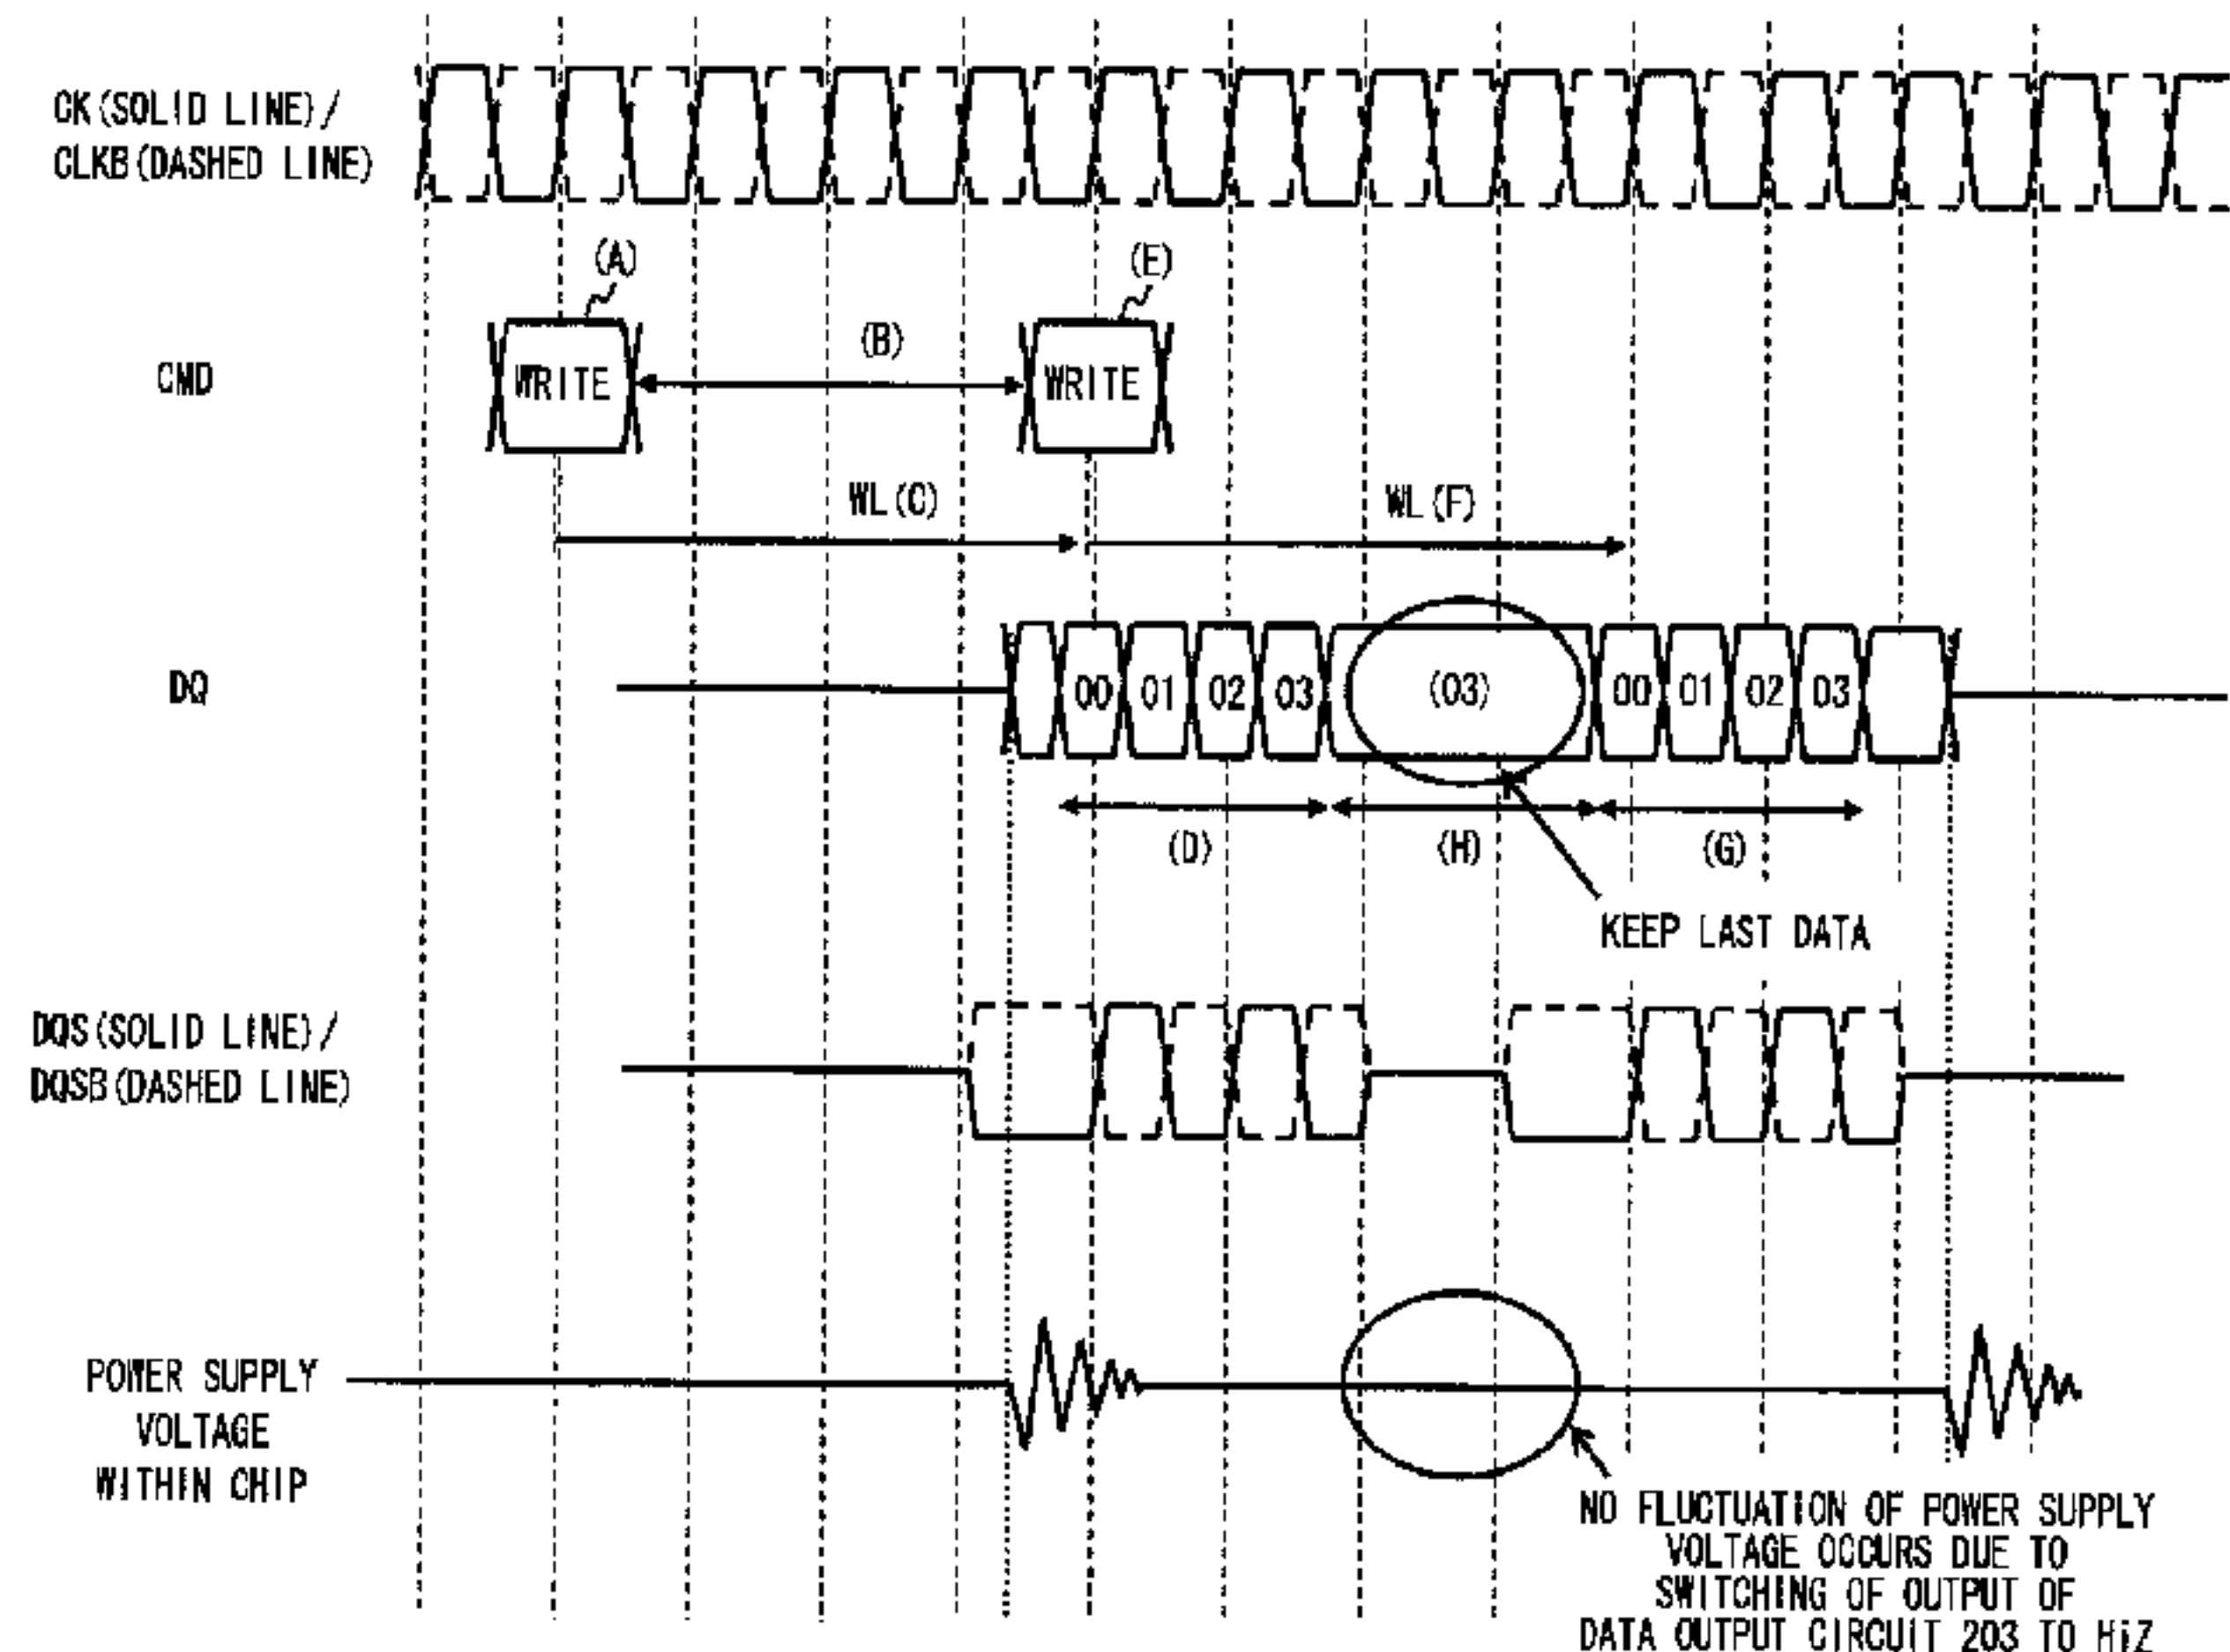 CK(SOLID LINE)/
CLKB(DASHED LINE)
(A)
(E)
CMD
WRITE
(B)
WRITE
WL(C)
WL(F)
DQ
00 01 02 03 (03) 00 01 02 03
(D)
(H)
(G)
KEEP LAST DATA
DQS(SOLID LINE)/
DQSB(DASHED LINE)
POWER SUPPLY
VOLTAGE
WITHIN CHIP
NO FLUCTUATION OF POWER SUPPLY
VOLTAGE OCCURS DUE TO
SWITCHING OF OUTPUT OF
DATA OUTPUT CIRCUIT 203 TO HiZ